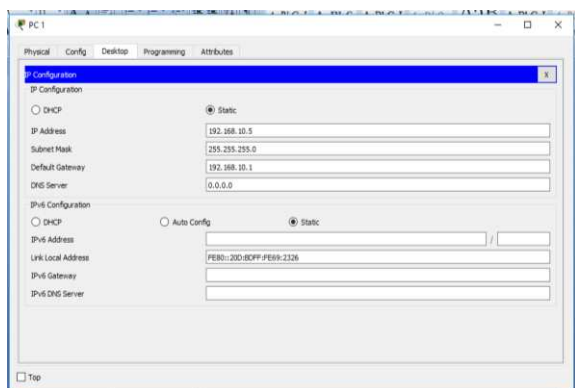 PC 1
Physical Config Desktop Programming Attributes
IP Configuration X
IP Configuration
DHCP Static
IP Address 192.168.10.5
Subnet Mask 255.255.255.0
Default Gateway 192.168.10.1
DNS Server 0.0.0.0
IPv6 Configuration
DHCP Auto Config Static
IPv6 Address /
Link Local Address FE80::20D:BDFF:FE69:2326
IPv6 Gateway
IPv6 DNS Server
Top